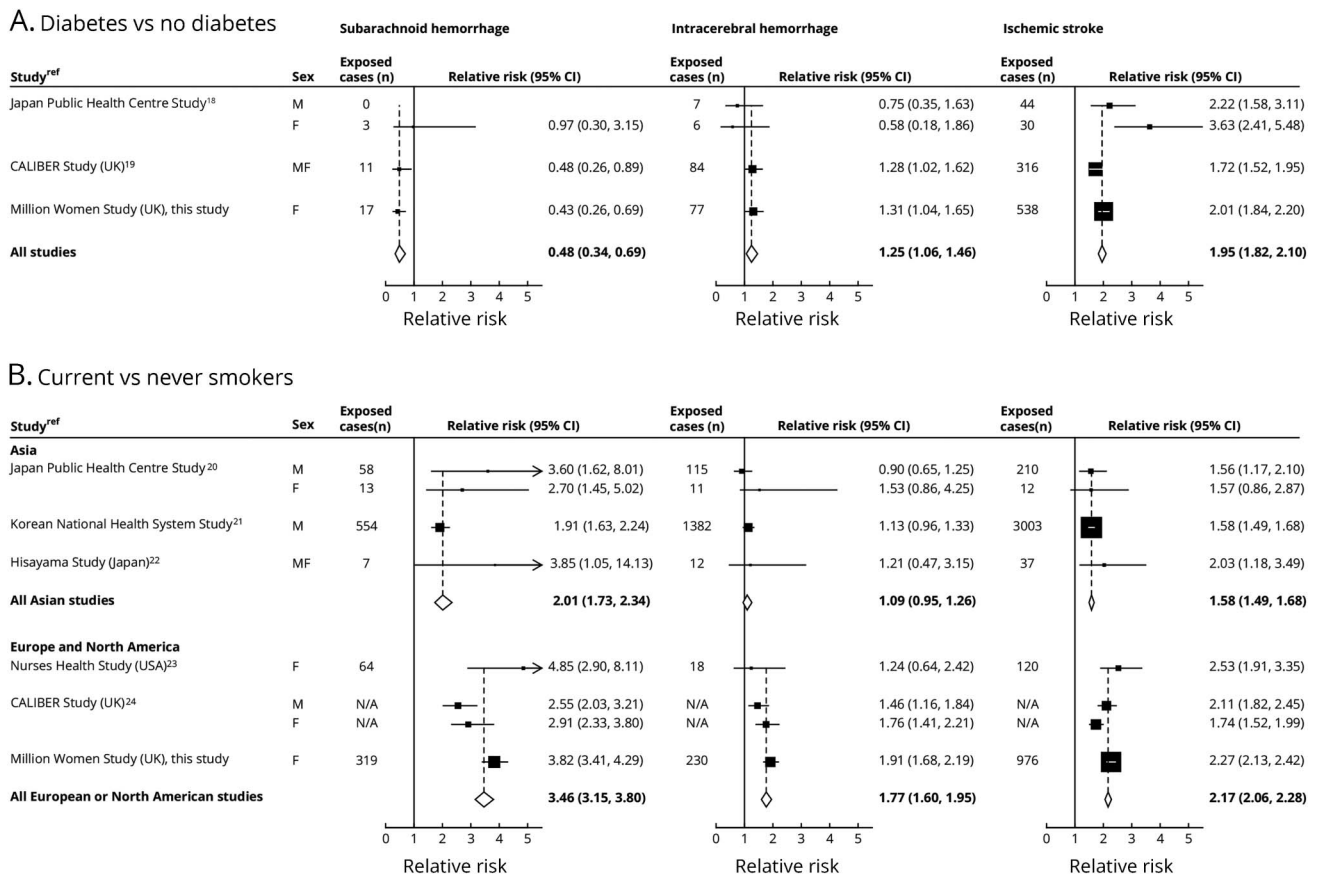 A. Diabetes vs no diabetes
Subarachnoid hemorrhage Intracerebral hemorrhage Ischemic stroke
Exposed Exposed Exposed
Study^ref Sex cases (n) Relative risk (95% CI) cases (n) Relative risk (95% CI) cases (n) Relative risk (95% CI)
Japan Public Health Centre Study18 M 0 7 0.75 (0.35, 1.63) 44 2.22 (1.58, 3.11)
F 3 0.97 (0.30, 3.15) 6 0.58 (0.18, 1.86) 30 3.63 (2.41, 5.48)
CALIBER Study (UK)19 MF 11 0.48 (0.26, 0.89) 84 1.28 (1.02, 1.62) 316 1.72 (1.52, 1.95)
Million Women Study (UK), this study F 17 0.43 (0.26, 0.69) 77 1.31 (1.04, 1.65) 538 2.01 (1.84, 2.20)
All studies 0.48 (0.34, 0.69) 1.25 (1.06, 1.46) 1.95 (1.82, 2.10)
0 1 2 3 4 5 0 1 2 3 4 5 0 1 2 3 4 5
Relative risk Relative risk Relative risk
B. Current vs never smokers
Exposed Exposed Exposed
Study^ref Sex cases(n) Relative risk (95% CI) cases (n) Relative risk (95% CI) cases(n) Relative risk (95% CI)
Asia
Japan Public Health Centre Study20 M 58 3.60 (1.62, 8.01) 115 0.90 (0.65, 1.25) 210 1.56 (1.17, 2.10)
F 13 2.70 (1.45, 5.02) 11 1.53 (0.86, 4.25) 12 1.57 (0.86, 2.87)
Korean National Health System Study21 M 554 1.91 (1.63, 2.24) 1382 1.13 (0.96, 1.33) 3003 1.58 (1.49, 1.68)
Hisayama Study (Japan)22 MF 7 3.85 (1.05, 14.13) 12 1.21 (0.47, 3.15) 37 2.03 (1.18, 3.49)
All Asian studies 2.01 (1.73, 2.34) 1.09 (0.95, 1.26) 1.58 (1.49, 1.68)
Europe and North America
Nurses Health Study (USA)23 F 64 4.85 (2.90, 8.11) 18 1.24 (0.64, 2.42) 120 2.53 (1.91, 3.35)
CALIBER Study (UK)24 M N/A 2.55 (2.03, 3.21) N/A 1.46 (1.16, 1.84) N/A 2.11 (1.82, 2.45)
F N/A 2.91 (2.33, 3.80) N/A 1.76 (1.41, 2.21) N/A 1.74 (1.52, 1.99)
Million Women Study (UK), this study F 319 3.82 (3.41, 4.29) 230 1.91 (1.68, 2.19) 976 2.27 (2.13, 2.42)
All European or North American studies 3.46 (3.15, 3.80) 1.77 (1.60, 1.95) 2.17 (2.06, 2.28)
0 1 2 3 4 5 0 1 2 3 4 5 0 1 2 3 4 5
Relative risk Relative risk Relative risk